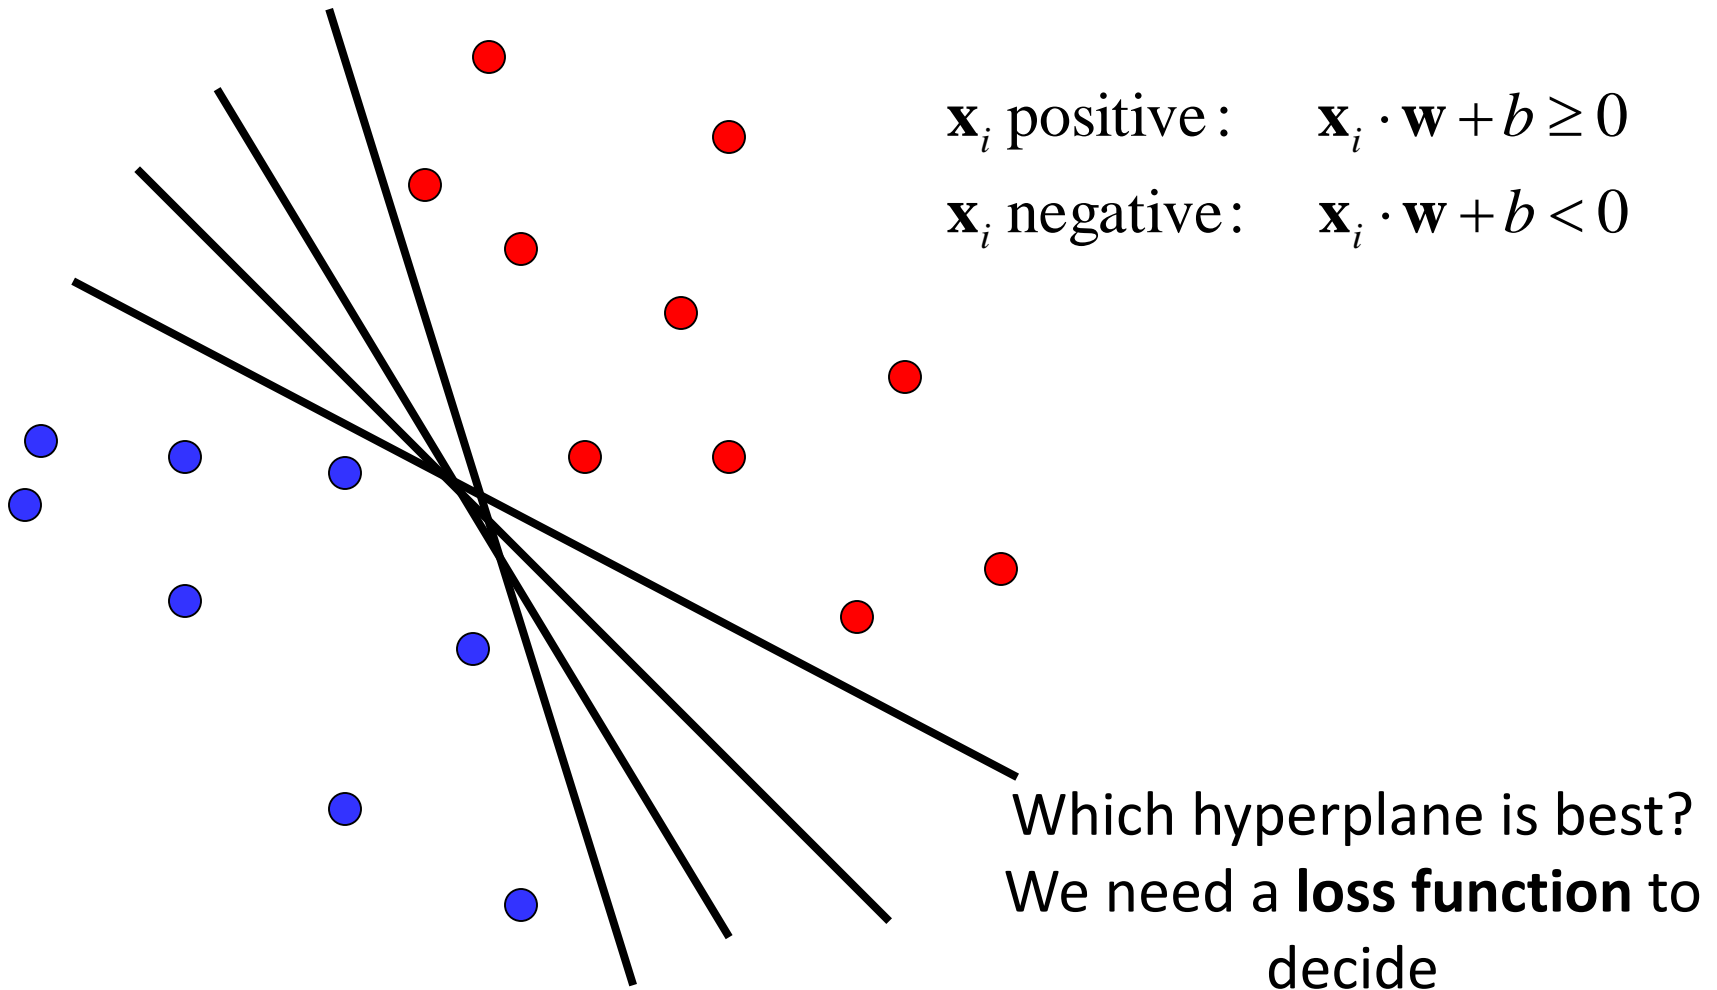 𝐱ᵢ positive: 𝐱ᵢ · 𝐰 + b ≥ 0
𝐱ᵢ negative: 𝐱ᵢ · 𝐰 + b < 0
Which hyperplane is best?
We need a loss function to
decide